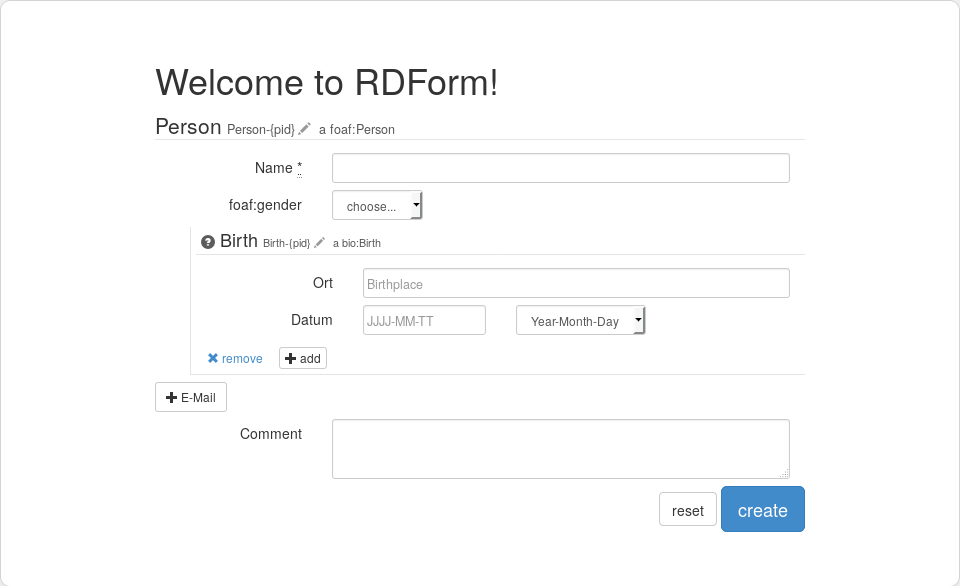 Welcome to RDForm!
Person Person-{pid} a foaf:Person
Name *
foaf:gender choose...
? Birth Birth-{pid} a bio:Birth
Ort Birthplace
Datum JJJJ-MM-TT Year-Month-Day
✖ remove + add
+ E-Mail
Comment
reset create